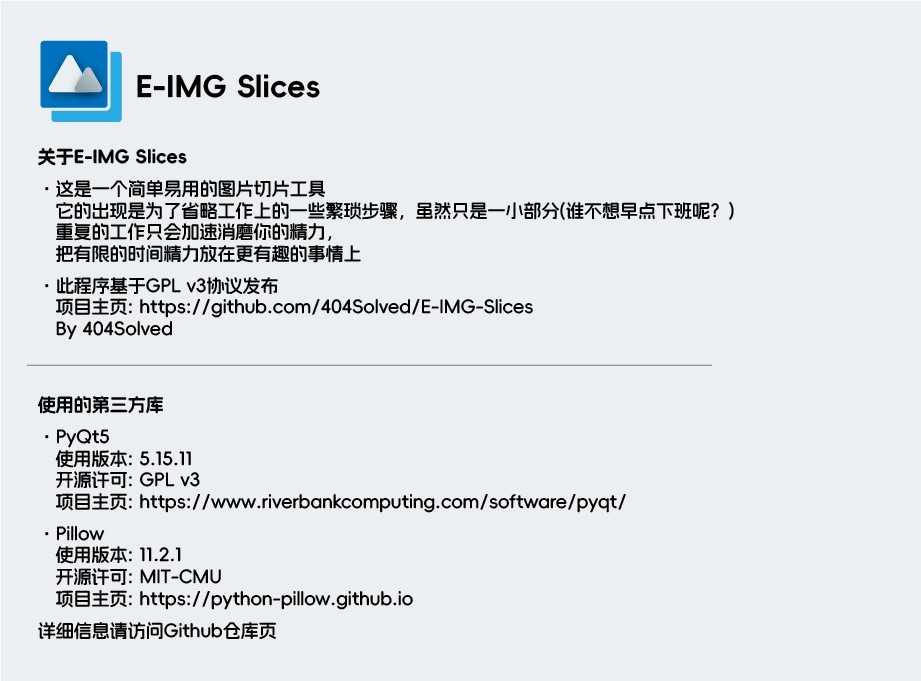 E-IMG Slices
关于E-IMG Slices
· 这是一个简单易用的图片切片工具
它的出现是为了省略工作上的一些繁琐步骤，虽然只是一小部分(谁不想早点下班呢？)
重复的工作只会加速消磨你的精力，
把有限的时间精力放在更有趣的事情上
· 此程序基于GPL v3协议发布
项目主页: https://github.com/404Solved/E-IMG-Slices
By 404Solved
使用的第三方库
· PyQt5
使用版本: 5.15.11
开源许可: GPL v3
项目主页: https://www.riverbankcomputing.com/software/pyqt/
· Pillow
使用版本: 11.2.1
开源许可: MIT-CMU
项目主页: https://python-pillow.github.io
详细信息请访问Github仓库页